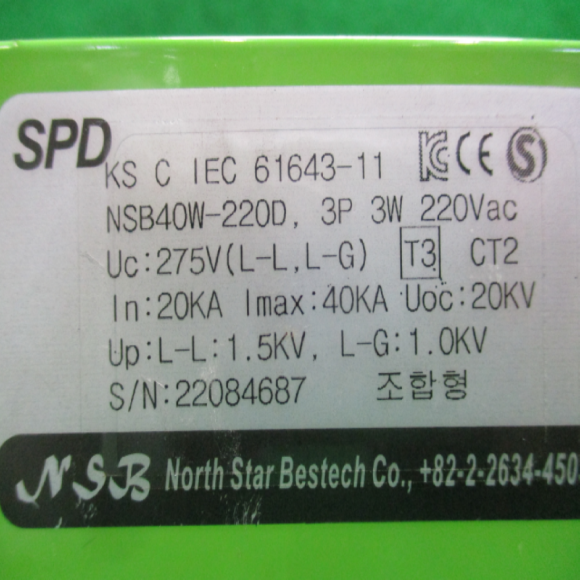 SPD
KS C IEC 61643-11 KC CE S
NSB40W-220D, 3P 3W 220Vac
Uc:275V(L-L,L-G) T3 CT2
In:20KA Imax:40KA Uoc:20KV
Up:L-L:1.5KV, L-G:1.0KV
S/N:22084687 조합형
NSB North Star Bestech Co., +82-2-2634-450